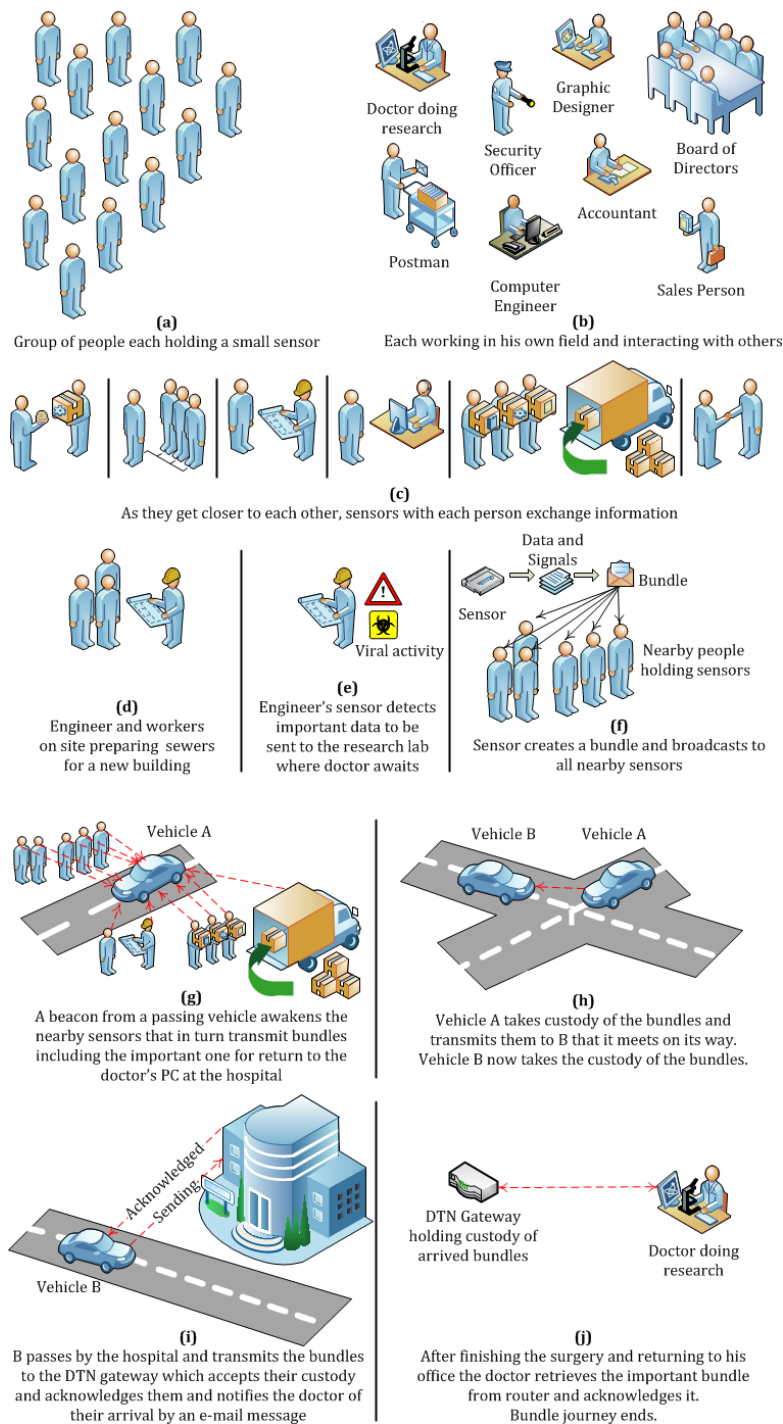 Doctor doing
research
Graphic
Designer
Security
Officer
Board of
Directors
Accountant
Postman
Computer
Engineer
Sales Person
(a)
Group of people each holding a small sensor
(b)
Each working in his own field and interacting with others
(c)
As they get closer to each other, sensors with each person exchange information
(d)
Engineer and workers
on site preparing sewers
for a new building
!
Viral activity
(e)
Engineer's sensor detects
important data to be
sent to the research lab
where doctor awaits
Data and
Signals
Bundle
Sensor
Nearby people
holding sensors
(f)
Sensor creates a bundle and broadcasts to
all nearby sensors
Vehicle A
(g)
A beacon from a passing vehicle awakens the
nearby sensors that in turn transmit bundles
including the important one for return to the
doctor's PC at the hospital
Vehicle B
Vehicle A
(h)
Vehicle A takes custody of the bundles and
transmits them to B that it meets on its way.
Vehicle B now takes the custody of the bundles.
Acknowledged
Sending
Vehicle B
(i)
B passes by the hospital and transmits the bundles
to the DTN gateway which accepts their custody
and acknowledges them and notifies the doctor of
their arrival by an e-mail message
DTN Gateway
holding custody of
arrived bundles
Doctor doing
research
(j)
After finishing the surgery and returning to his
office the doctor retrieves the important bundle
from router and acknowledges it.
Bundle journey ends.